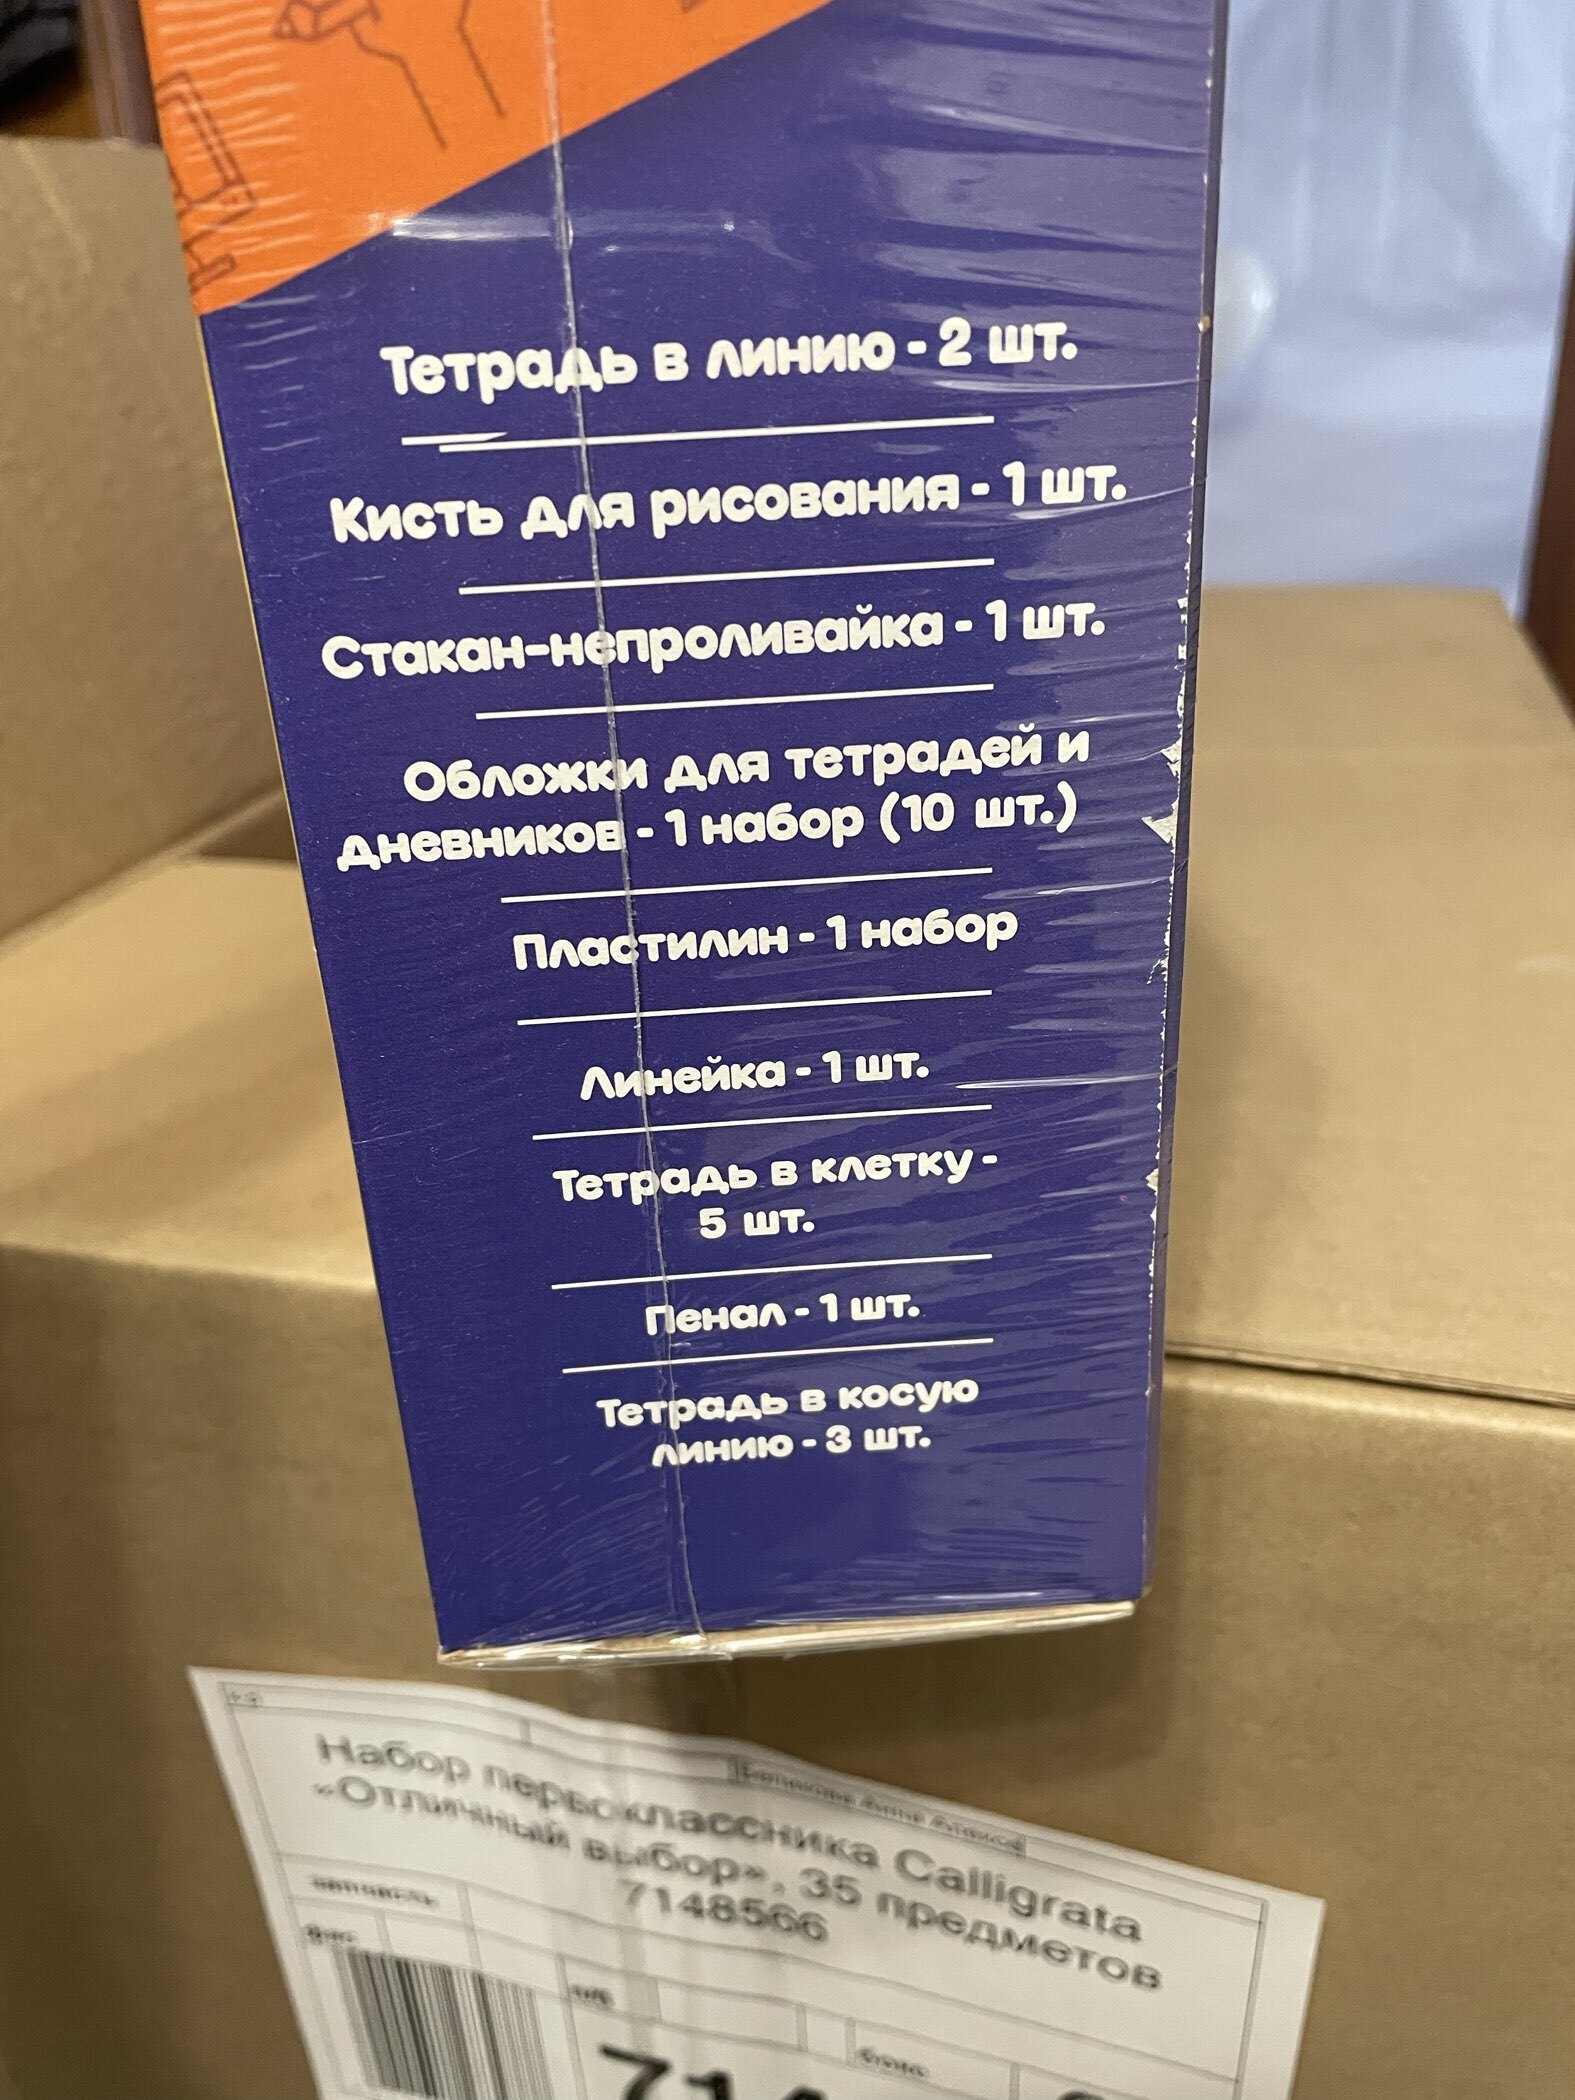 Тетрадь в линию - 2 шт.
Кисть для рисования - 1 шт.
Стакан-непроливайка - 1 шт.
Обложки для тетрадей и
дневников - 1 набор (10 шт.)
Пластилин - 1 набор
Линейка - 1 шт.
Тетрадь в клетку -
5 шт.
Пенал - 1 шт.
Тетрадь в косую
линию - 3 шт.
Набор первоклассника Calligrata
«Отличный выбор», 35 предметов
7148566